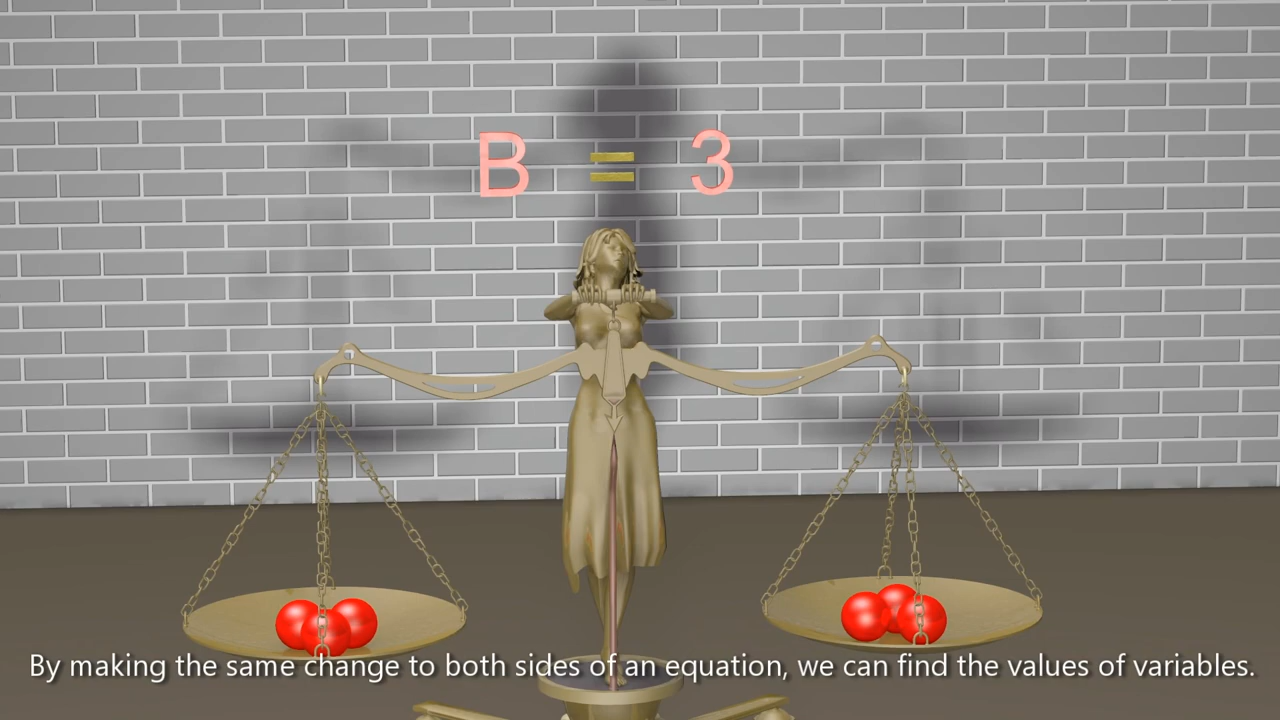 B = 3
By making the same change to both sides of an equation, we can find the values of variables.